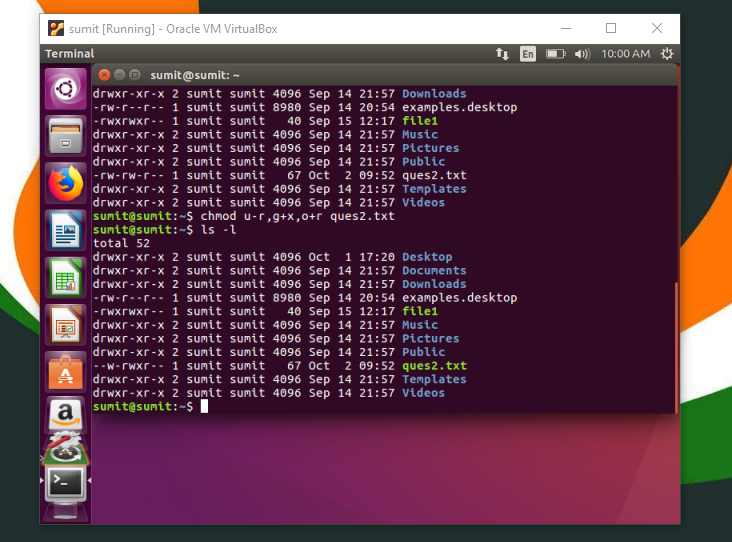 sumit [Running] - Oracle VM VirtualBox
Terminal En 10:00 AM
sumit@sumit: ~
drwxr-xr-x 2 sumit sumit 4096 Sep 14 21:57 Downloads
-rw-r--r-- 1 sumit sumit 8980 Sep 14 20:54 examples.desktop
-rwxrwxr-- 1 sumit sumit   40 Sep 15 12:17 file1
drwxr-xr-x 2 sumit sumit 4096 Sep 14 21:57 Music
drwxr-xr-x 2 sumit sumit 4096 Sep 14 21:57 Pictures
drwxr-xr-x 2 sumit sumit 4096 Sep 14 21:57 Public
-rw-rw-r-- 1 sumit sumit   67 Oct  2 09:52 ques2.txt
drwxr-xr-x 2 sumit sumit 4096 Sep 14 21:57 Templates
drwxr-xr-x 2 sumit sumit 4096 Sep 14 21:57 Videos
sumit@sumit:~$ chmod u-r,g+x,o+r ques2.txt
sumit@sumit:~$ ls -l
total 52
drwxr-xr-x 2 sumit sumit 4096 Oct  1 17:20 Desktop
drwxr-xr-x 2 sumit sumit 4096 Sep 14 21:57 Documents
drwxr-xr-x 2 sumit sumit 4096 Sep 14 21:57 Downloads
-rw-r--r-- 1 sumit sumit 8980 Sep 14 20:54 examples.desktop
-rwxrwxr-- 1 sumit sumit   40 Sep 15 12:17 file1
drwxr-xr-x 2 sumit sumit 4096 Sep 14 21:57 Music
drwxr-xr-x 2 sumit sumit 4096 Sep 14 21:57 Pictures
drwxr-xr-x 2 sumit sumit 4096 Sep 14 21:57 Public
--w-rwxr-- 1 sumit sumit   67 Oct  2 09:52 ques2.txt
drwxr-xr-x 2 sumit sumit 4096 Sep 14 21:57 Templates
drwxr-xr-x 2 sumit sumit 4096 Sep 14 21:57 Videos
sumit@sumit:~$